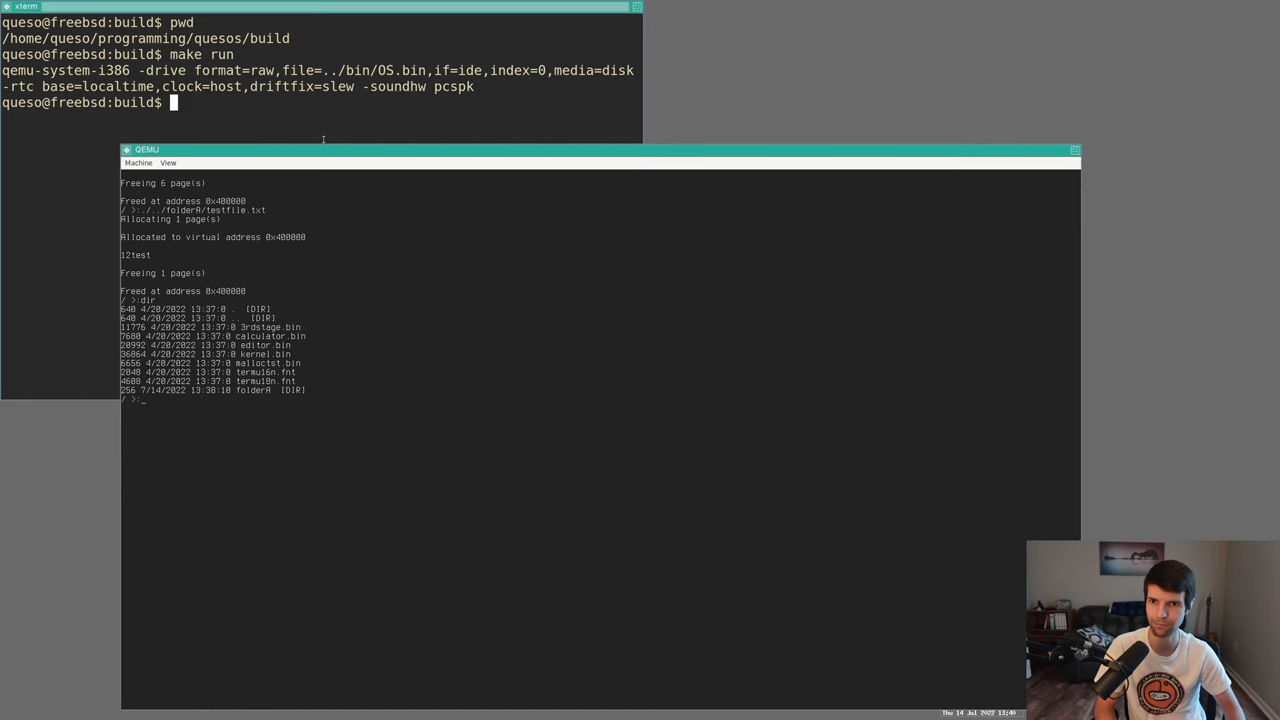 xterm
queso@freebsd:build$ pwd
/home/queso/programming/quesos/build
queso@freebsd:build$ make run
qemu-system-i386 -drive format=raw,file=../bin/OS.bin,if=ide,index=0,media=disk
-rtc base=localtime,clock=host,driftfix=slew -soundhw pcspk
queso@freebsd:build$
QEMU
Machine View
Freeing 6 page(s)
Freed at address 0x400000
/ >:./../folderA/testfile.txt
Allocating 1 page(s)
Allocated to virtual address 0x400000
12test
Freeing 1 page(s)
Freed at address 0x400000
/ >:dir
640 4/20/2022 13:37:0 . [DIR]
640 4/20/2022 13:37:0 .. [DIR]
11776 4/20/2022 13:37:0 3rdstage.bin
7680 4/20/2022 13:37:0 calculator.bin
20992 4/20/2022 13:37:0 editor.bin
36864 4/20/2022 13:37:0 kernel.bin
6656 4/20/2022 13:37:0 malloctst.bin
2048 4/20/2022 13:37:0 termu16n.fnt
4608 4/20/2022 13:37:0 termu18n.fnt
256 7/14/2022 13:38:10 folderA [DIR]
/ >:_
Thu 14 Jul 2022 13:40